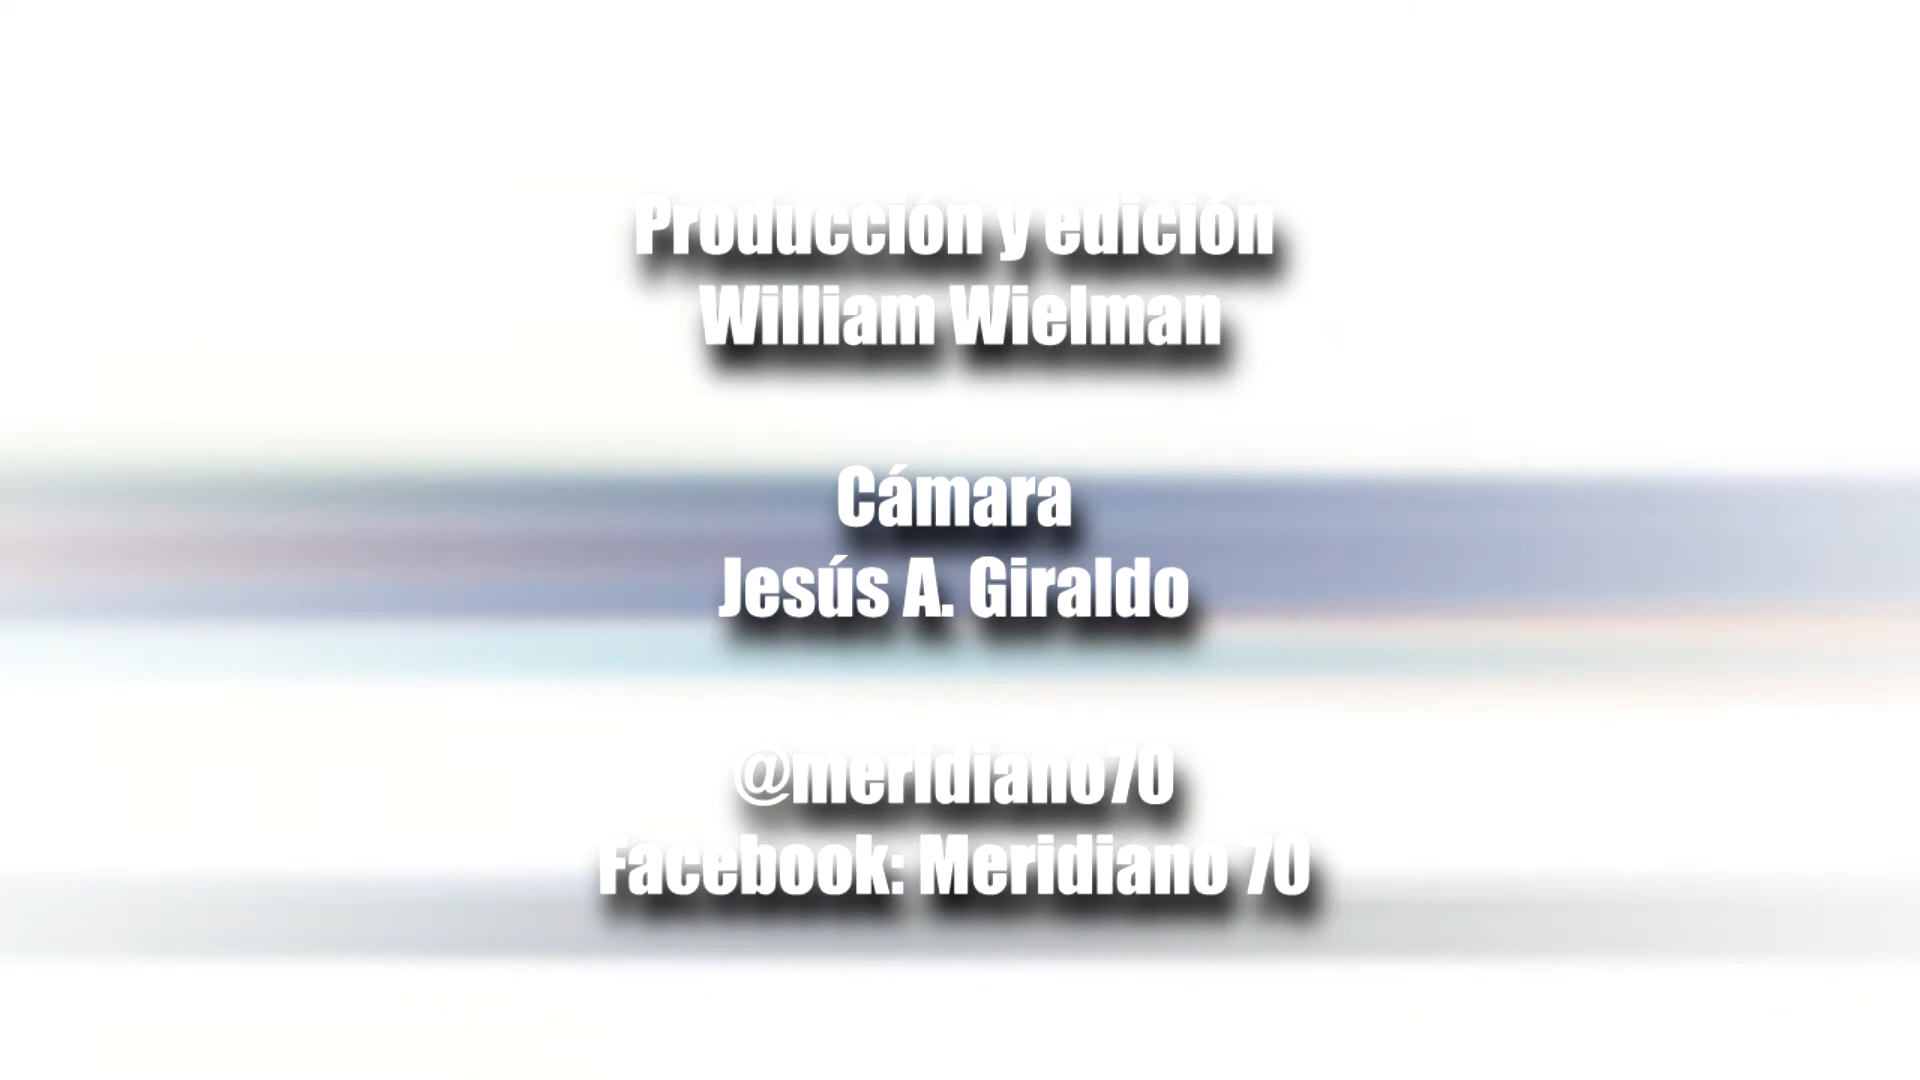 Producción y edición
William Wielman
Cámara
Jesús A. Giraldo
@meridiano70
Facebook: Meridiano 70